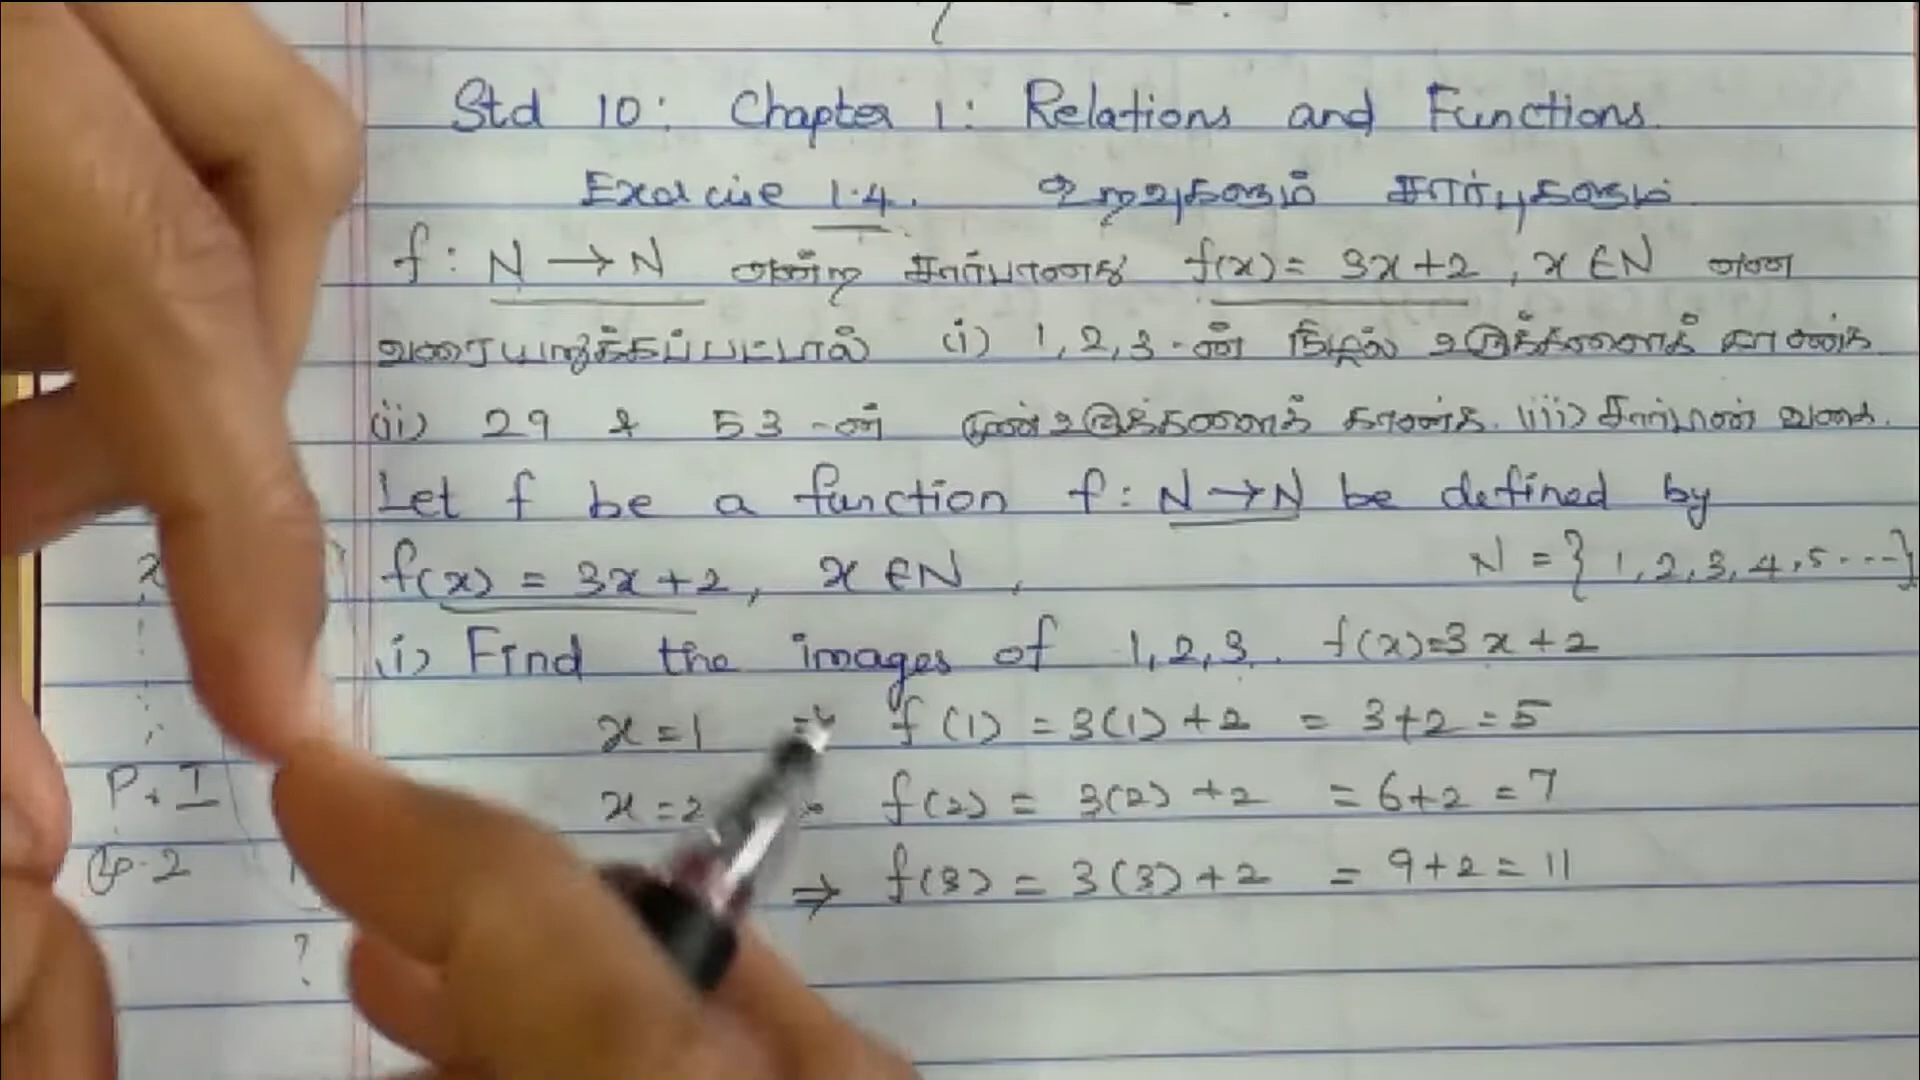 Std 10: Chapter 1: Relations and Functions.
Exercise 1.4. உறவுகளும் சார்புகளும்
f: N → N என்ற சார்பானது f(x) = 3x+2, x ∈ N என
வரையறுக்கப்பட்டால் (i) 1, 2, 3-ன் நிழல் உருக்களைக் காண்க
(ii) 29 & 53-ன் முன் உருக்களைக் காண்க. (iii) சார்பின் வகை.
Let f be a function f: N → N be defined by
f(x) = 3x+2, x ∈ N,
N = { 1, 2, 3, 4, 5 .... }
(i) Find the images of 1, 2, 3. f(x)=3x+2
x = 1 f(1) = 3(1) + 2 = 3+2 = 5
x = 2 f(2) = 3(2) + 2 = 6+2 = 7
P. I
⇒ f(3) = 3(3) + 2 = 9+2 = 11
?